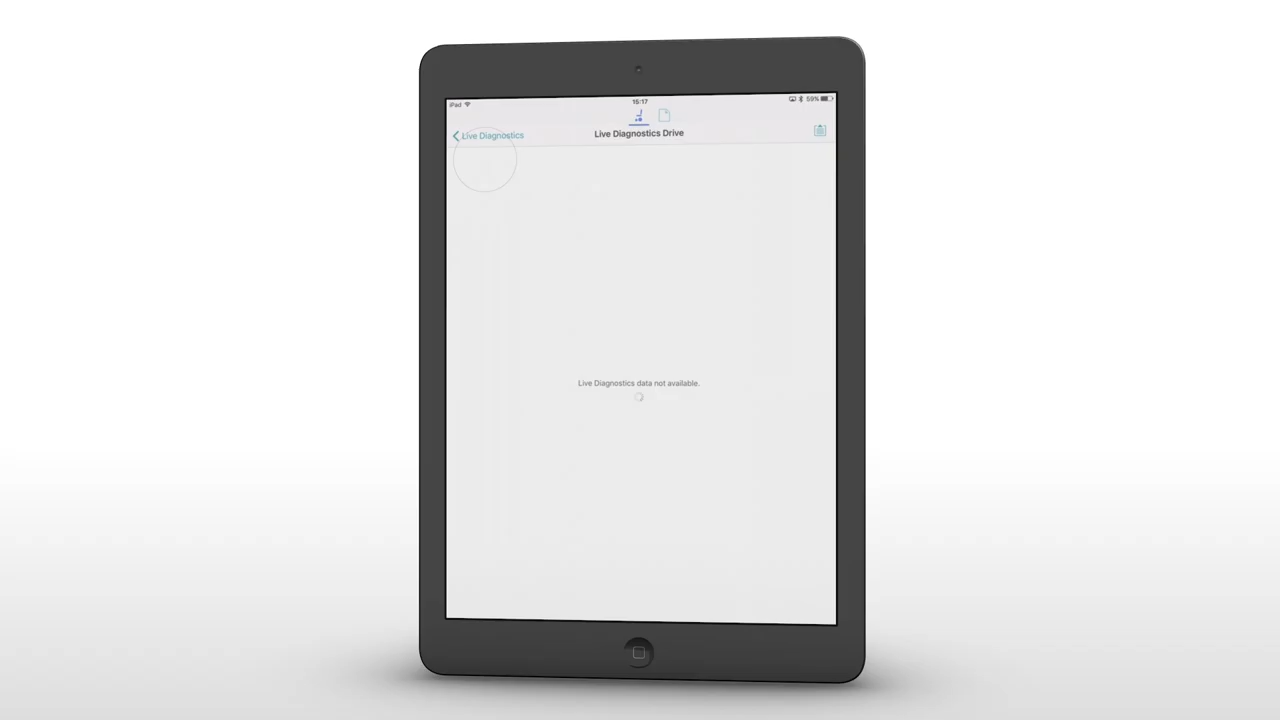 iPad
15:17
59%
Live Diagnostics
Live Diagnostics Drive
Live Diagnostics data not available.